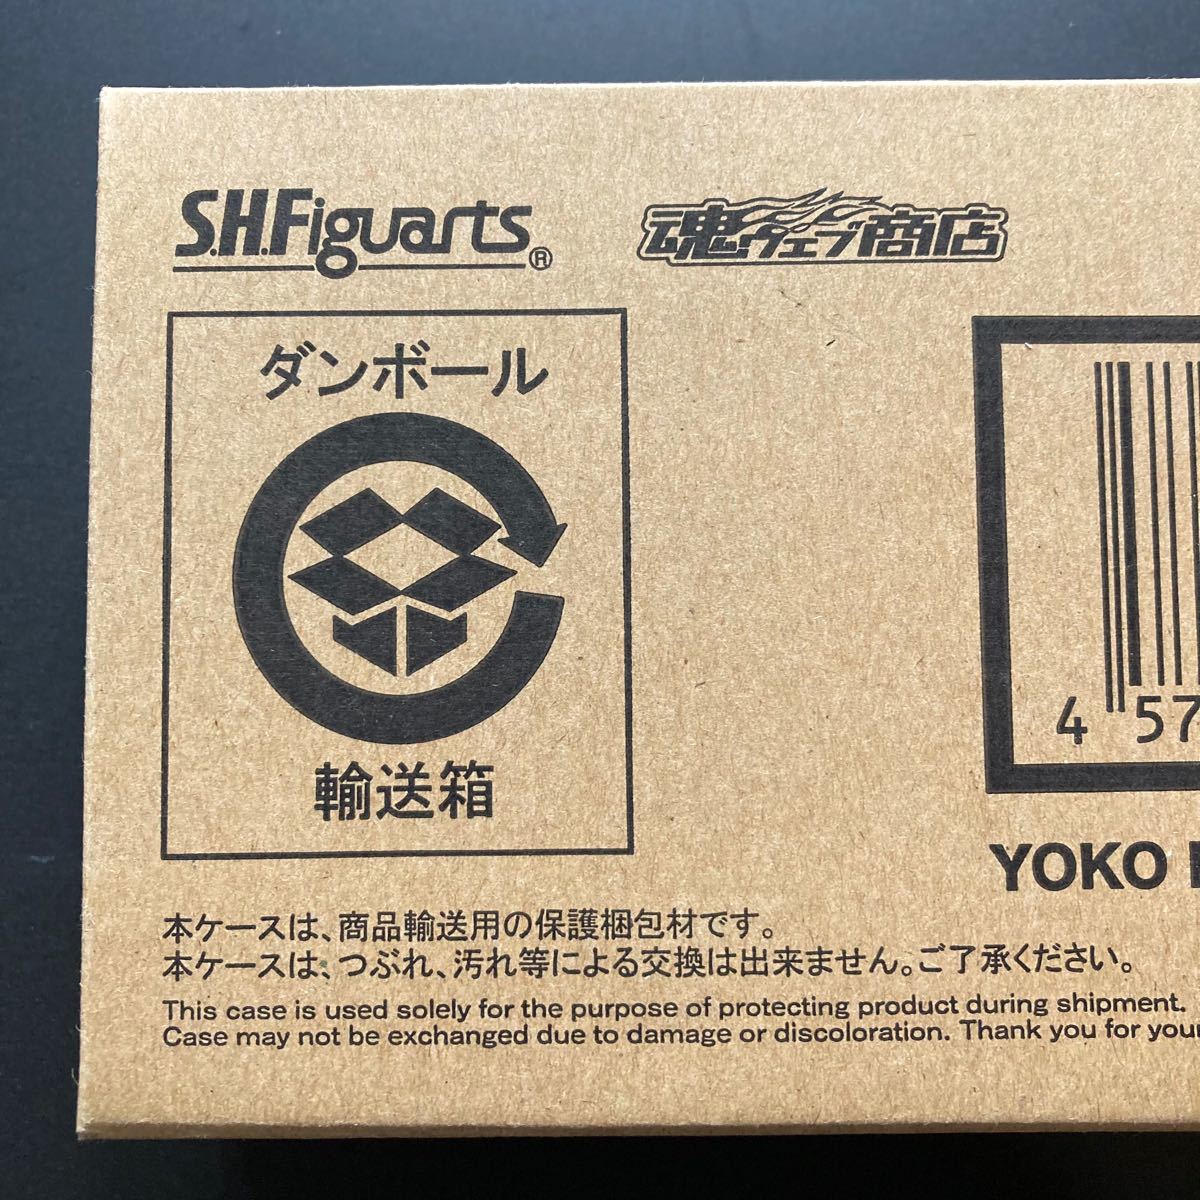 S.H.Figuarts®
魂ウェブ商店
ダンボール
輸送箱
4 57
YOKO
本ケースは、商品輸送用の保護梱包材です。
本ケースは、つぶれ、汚れ等による交換は出来ません。ご了承ください。
This case is used solely for the purpose of protecting product during shipment.
Case may not be exchanged due to damage or discoloration. Thank you for your